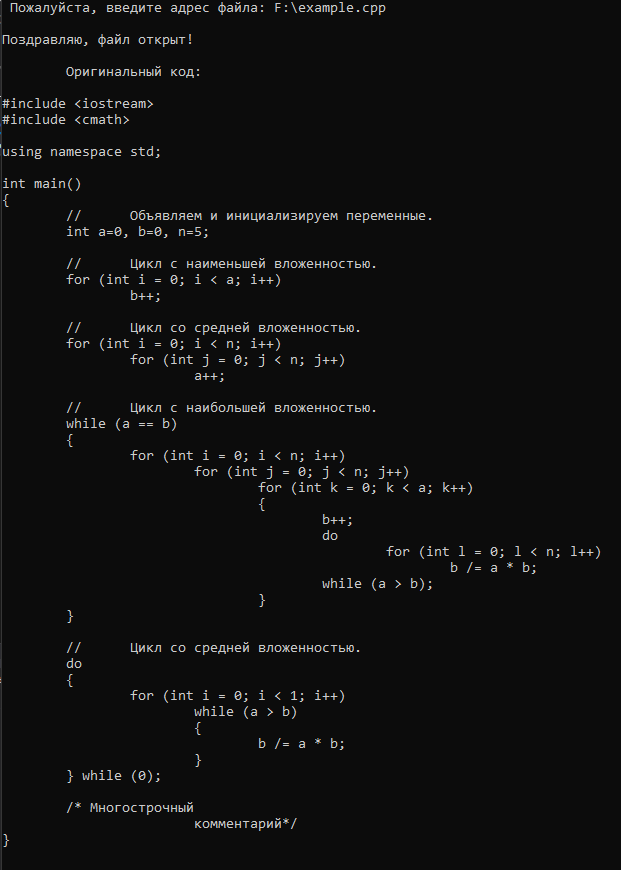 Пожалуйста, введите адрес файла: F:\example.cpp
Поздравляю, файл открыт!
Оригинальный код:
#include <iostream>
#include <cmath>
using namespace std;
int main()
{
// Объявляем и инициализируем переменные.
int a=0, b=0, n=5;
// Цикл с наименьшей вложенностью.
for (int i = 0; i < a; i++)
b++;
// Цикл со средней вложенностью.
for (int i = 0; i < n; i++)
for (int j = 0; j < n; j++)
a++;
// Цикл с наибольшей вложенностью.
while (a == b)
{
for (int i = 0; i < n; i++)
for (int j = 0; j < n; j++)
for (int k = 0; k < a; k++)
{
b++;
do
for (int l = 0; l < n; l++)
b /= a * b;
while (a > b);
}
}
// Цикл со средней вложенностью.
do
{
for (int i = 0; i < 1; i++)
while (a > b)
{
b /= a * b;
}
} while (0);
/* Многострочный
комментарий*/
}